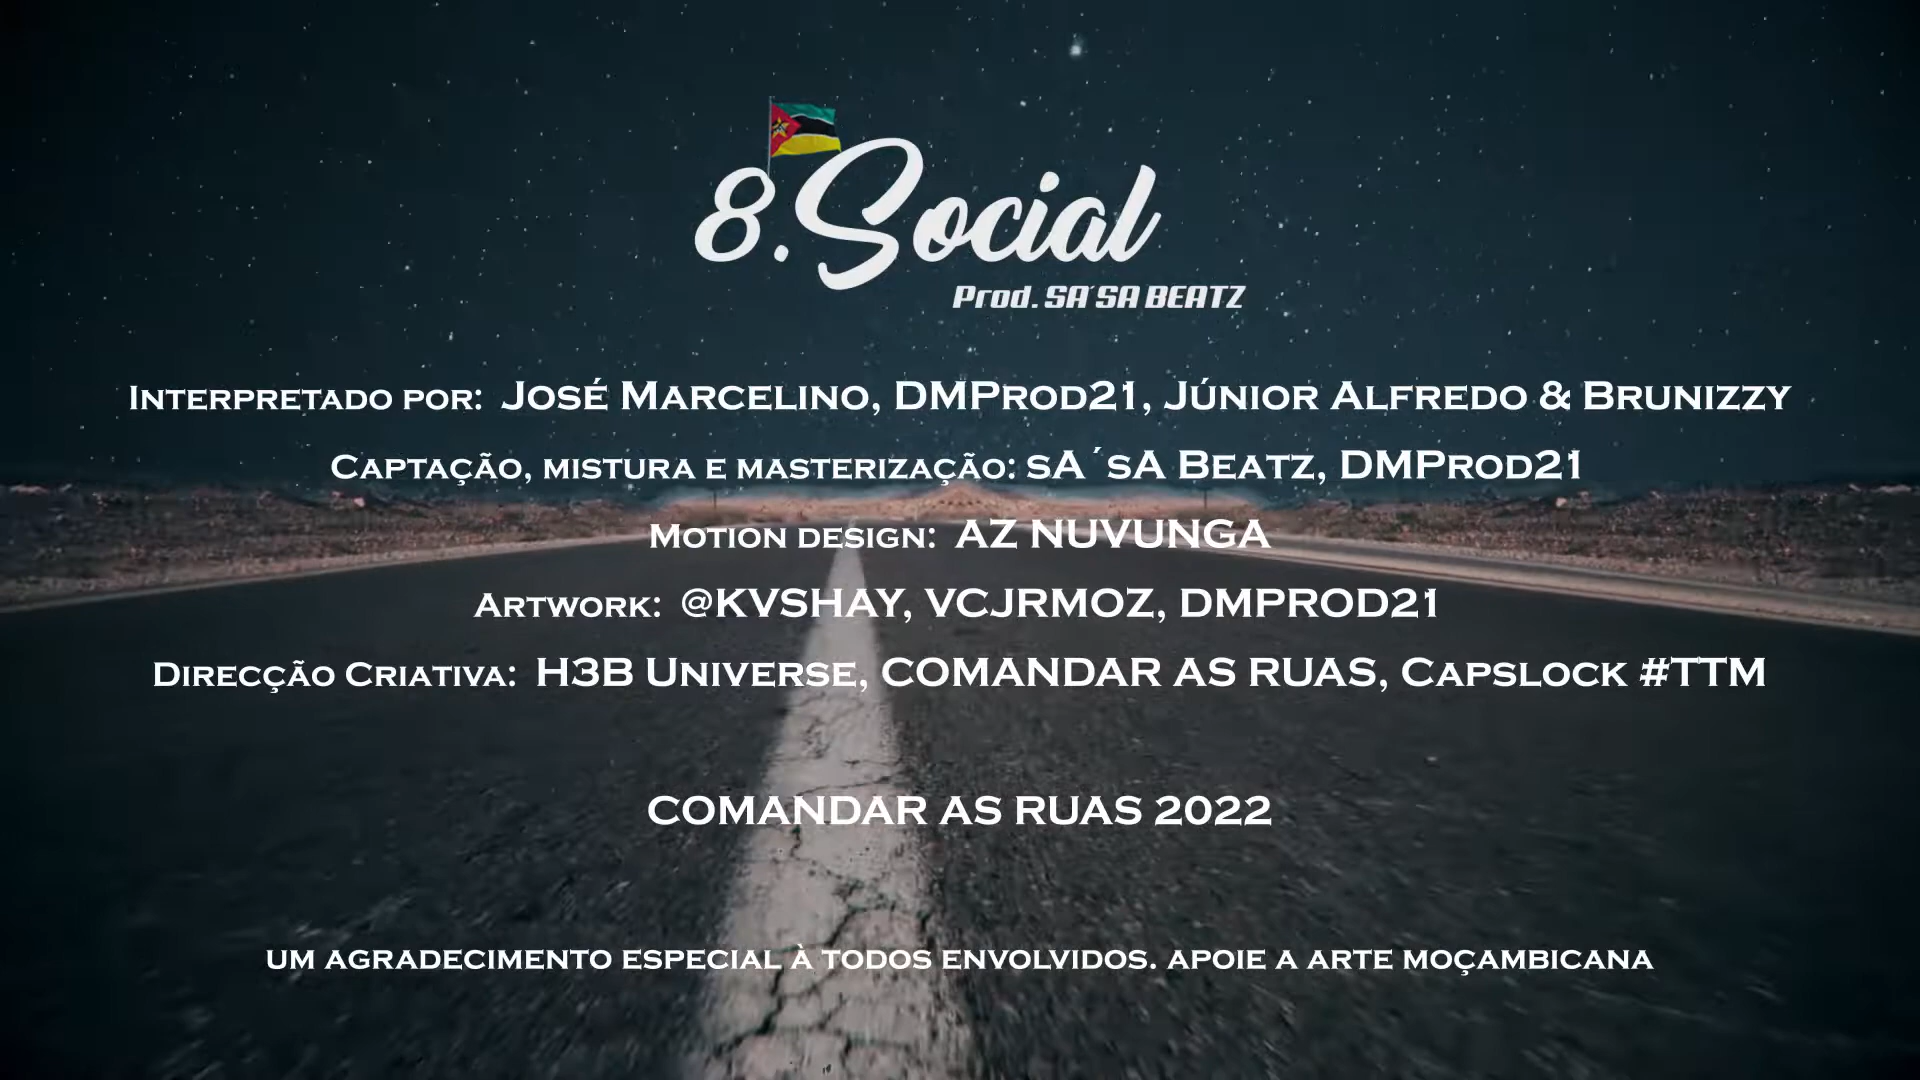 8.Social
Prod. SA´SA BEATZ
Interpretado por: José Marcelino, DMProd21, Júnior Alfredo & Brunizzy
Captação, mistura e masterização: sA´sA Beatz, DMProd21
Motion design: AZ NUVUNGA
Artwork: @KVSHAY, VCJRMOZ, DMPROD21
Direcção Criativa: H3B Universe, COMANDAR AS RUAS, Capslock #TTM
COMANDAR AS RUAS 2022
UM AGRADECIMENTO ESPECIAL À TODOS ENVOLVIDOS. APOIE A ARTE MOÇAMBICANA